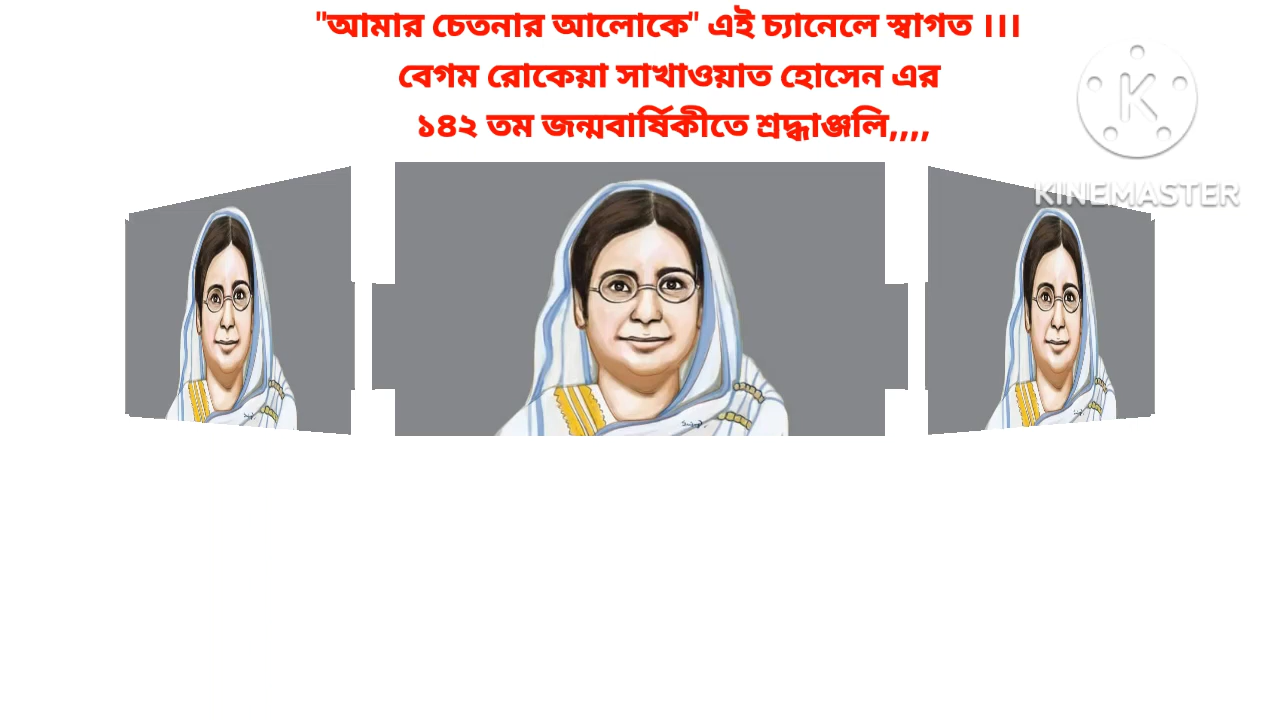 "আমার চেতনার আলোকে" এই চ্যানেলে স্বাগত ।।।
বেগম রোকেয়া সাখাওয়াত হোসেন এর
১৪২ তম জন্মবার্ষিকীতে শ্রদ্ধাঞ্জলি,,,,
K
KINEMASTER